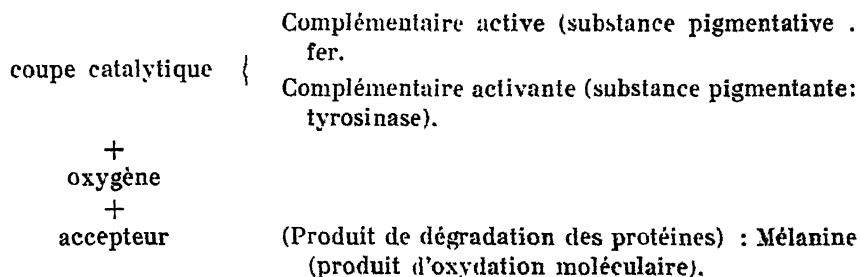 Complémentaire active (substance pigmentative .
fer.
coupe catalytique {
Complémentaire activante (substance pigmentante:
tyrosinase).
+
oxygène
+
accepteur (Produit de dégradation des protéines) : Mélanine
(produit d'oxydation moléculaire).